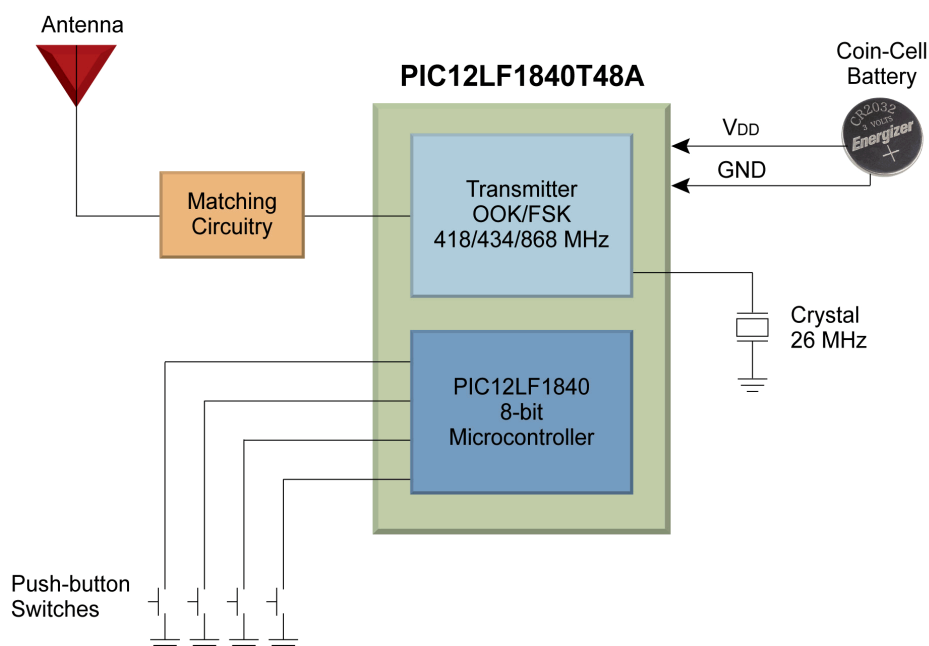 Antenna
PIC12LF1840T48A
Coin-Cell
Battery
CR2032
3 VOLTS
Energizer
+
VDD
GND
Matching
Circuitry
Transmitter
OOK/FSK
418/434/868 MHz
Crystal
26 MHz
PIC12LF1840
8-bit
Microcontroller
Push-button
Switches